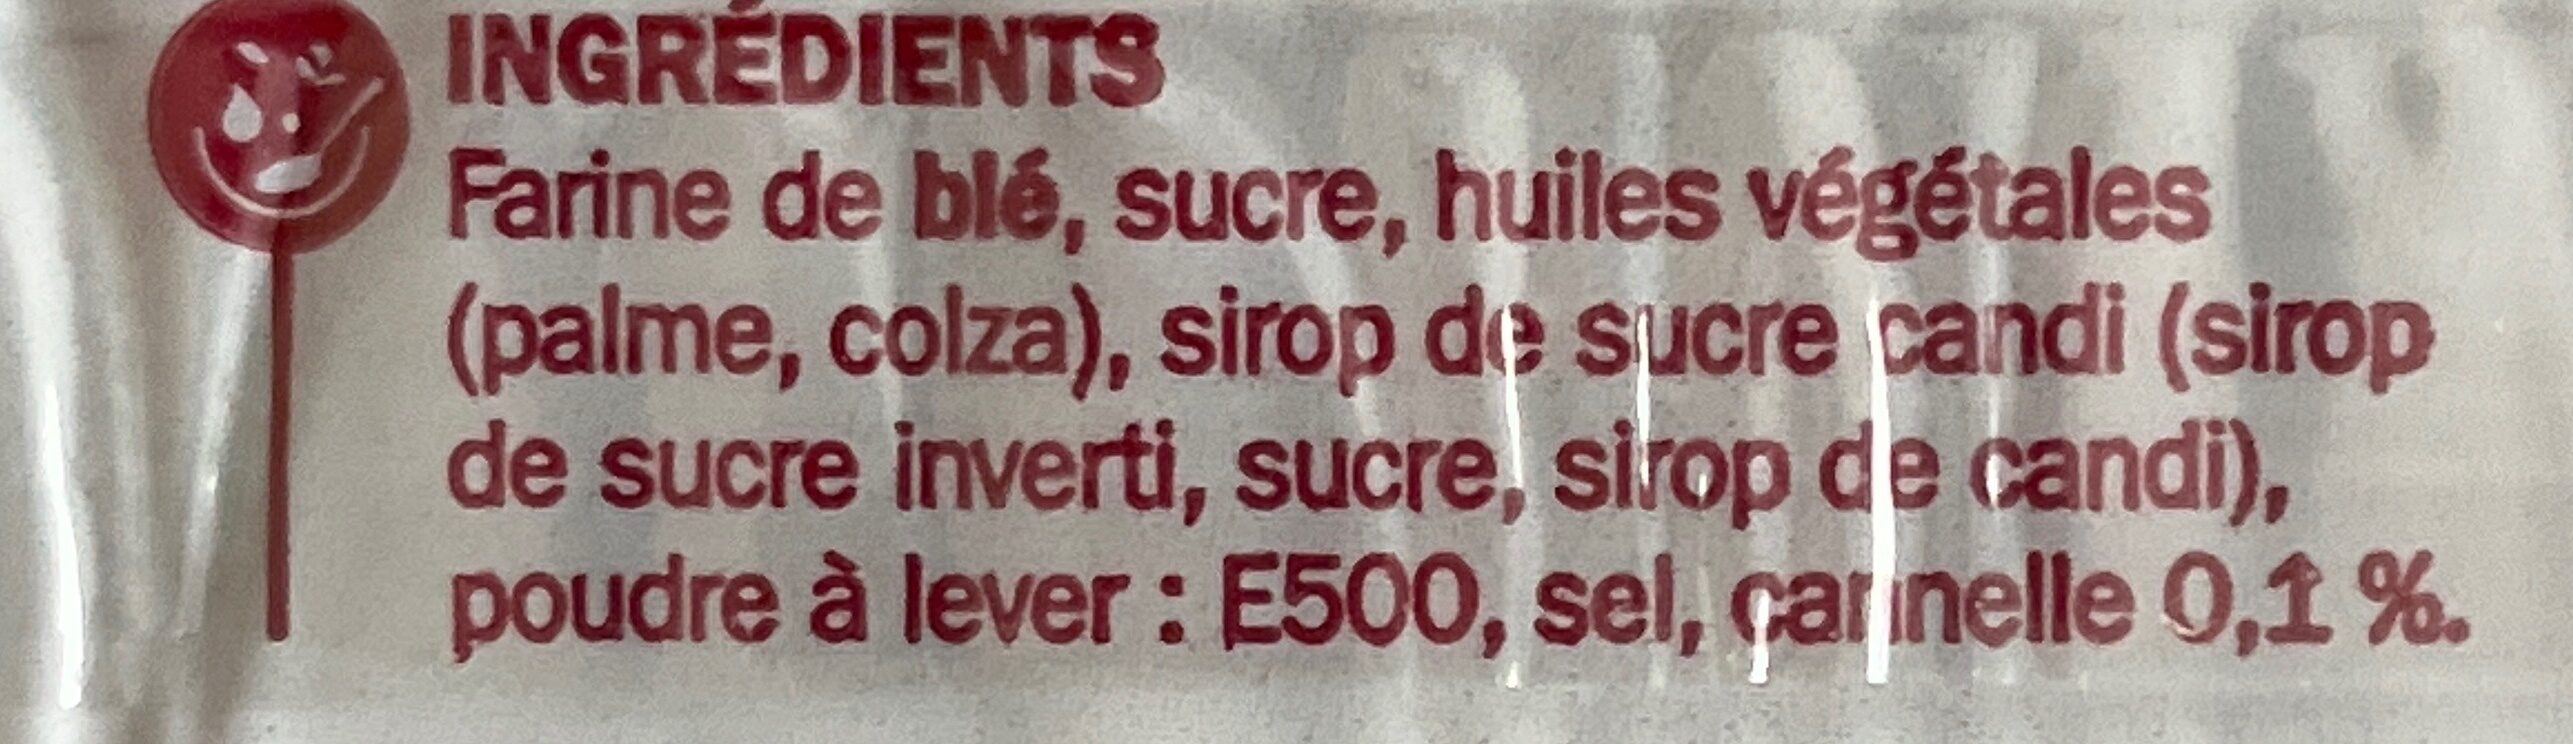 INGRÉDIENTS
Farine de blé, sucre, huiles végétales
(palme, colza), sirop de sucre candi (sirop
de sucre inverti, sucre, sirop de candi),
poudre à lever : E500, sel, cannelle 0,1 %.